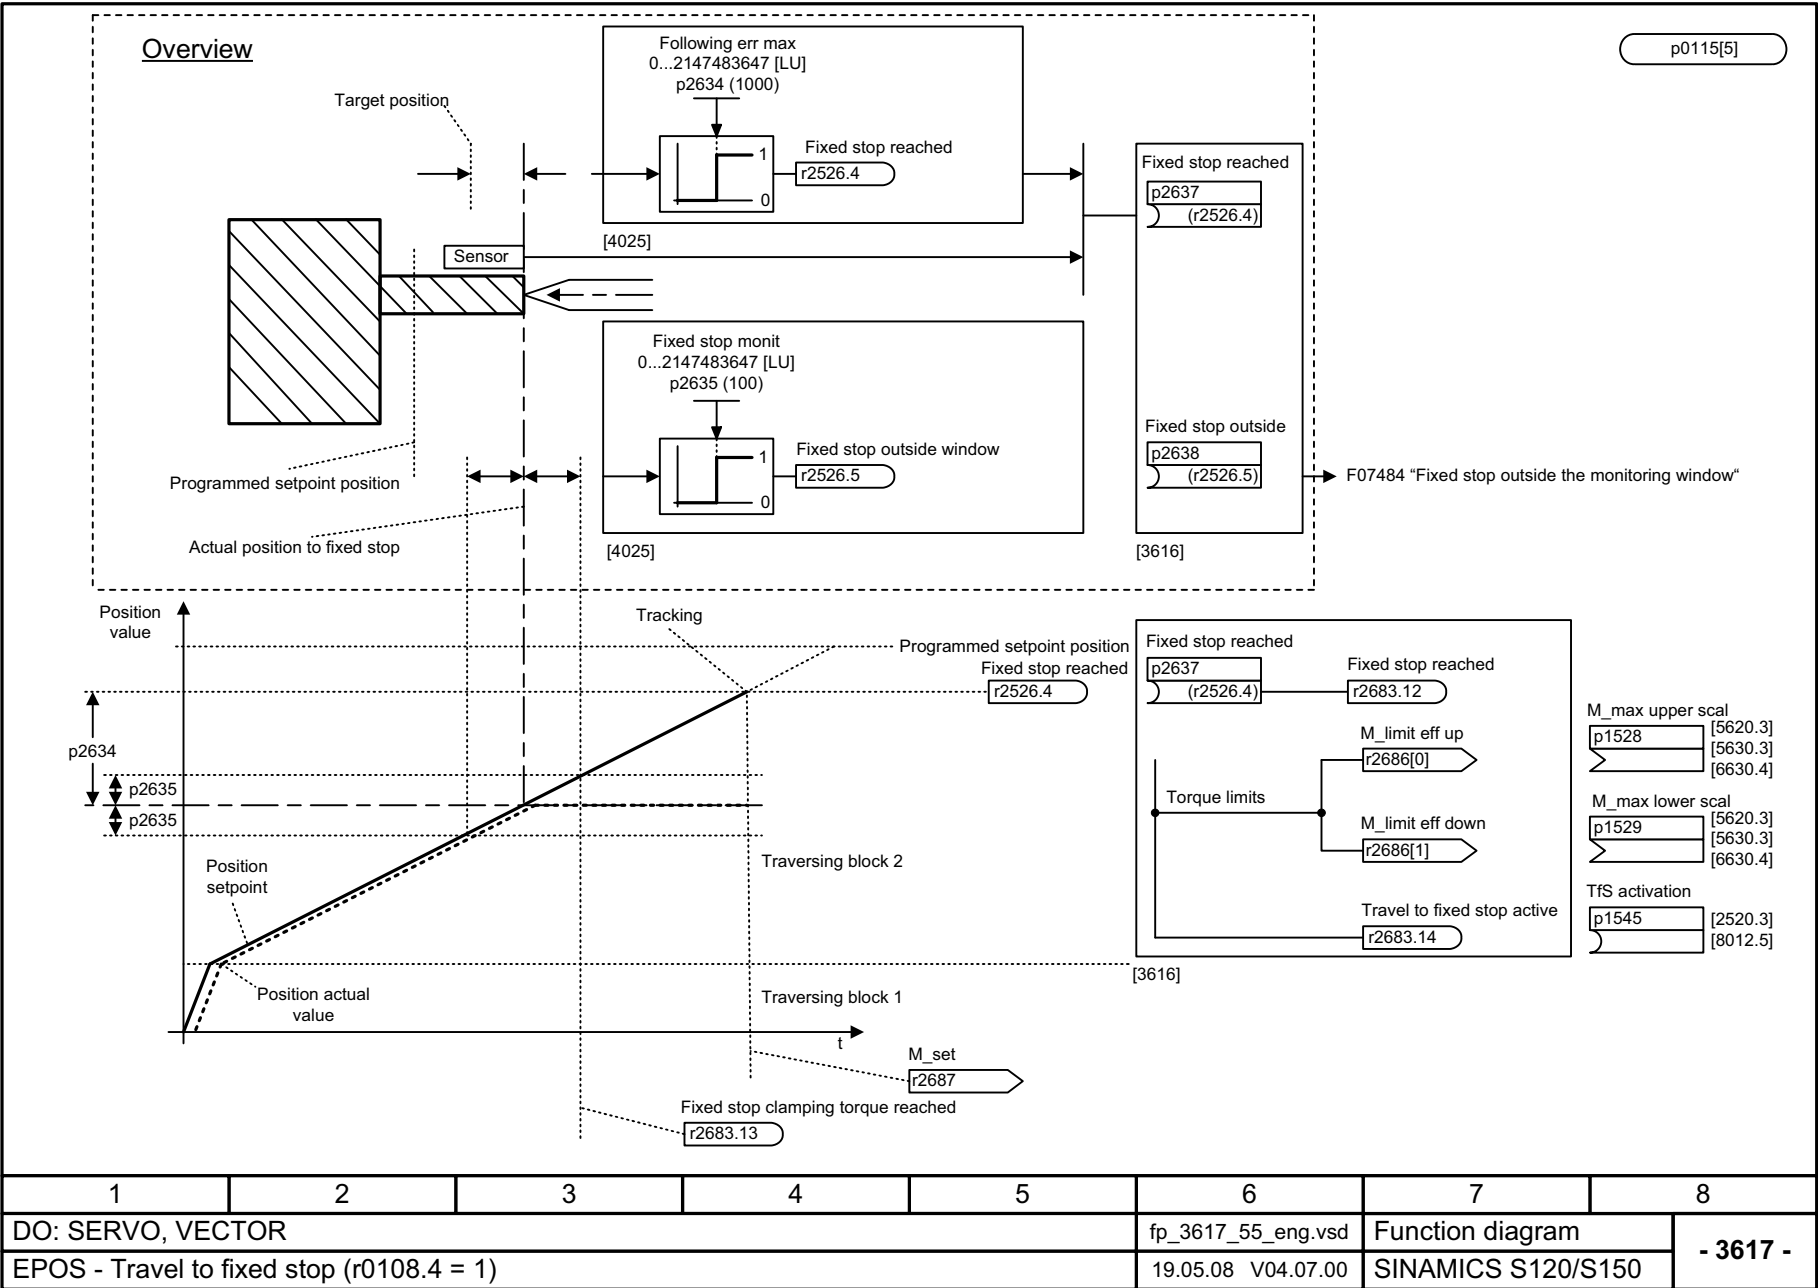 Overview
p0115[5]
Following err max
0...2147483647 [LU]
p2634 (1000)
Target position
1
0
Fixed stop reached
r2526.4
[4025]
Fixed stop reached
p2637
(r2526.4)
Sensor
Fixed stop monit
0...2147483647 [LU]
p2635 (100)
1
0
Fixed stop outside window
r2526.5
[4025]
Fixed stop outside
p2638
(r2526.5)
[3616]
F07484 “Fixed stop outside the monitoring window“
Programmed setpoint position
Actual position to fixed stop
Position
value
Tracking
Programmed setpoint position
Fixed stop reached
r2526.4
p2634
p2635
p2635
Position
setpoint
Traversing block 2
Position actual
value
Traversing block 1
t
M_set
r2687
Fixed stop clamping torque reached
r2683.13
Fixed stop reached
p2637
(r2526.4)
Fixed stop reached
r2683.12
M_limit eff up
r2686[0]
Torque limits
M_limit eff down
r2686[1]
Travel to fixed stop active
r2683.14
[3616]
M_max upper scal
p1528
[5620.3]
[5630.3]
[6630.4]
M_max lower scal
p1529
[5620.3]
[5630.3]
[6630.4]
TfS activation
p1545
[2520.3]
[8012.5]
1 2 3 4 5 6 7 8
DO: SERVO, VECTOR
fp_3617_55_eng.vsd
Function diagram
- 3617 -
EPOS - Travel to fixed stop (r0108.4 = 1)
19.05.08 V04.07.00
SINAMICS S120/S150